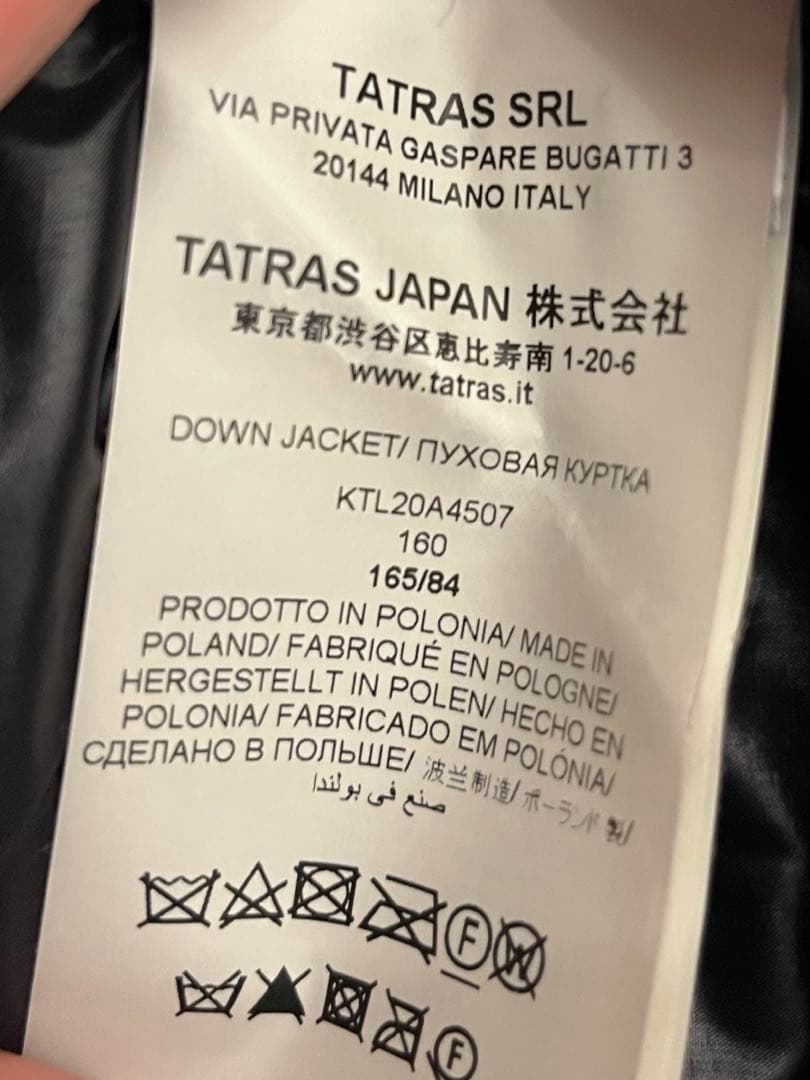 TATRAS SRL
VIA PRIVATA GASPARE BUGATTI 3
20144 MILANO ITALY
TATRAS JAPAN 株式会社
東京都渋谷区恵比寿南 1-20-6
www.tatras.it
DOWN JACKET/ ПУХОВАЯ КУРТКА
KTL20A4507
160
165/84
PRODOTTO IN POLONIA/ MADE IN
POLAND/ FABRIQUÉ EN POLOGNE/
HERGESTELLT IN POLEN/ HECHO EN
POLONIA/ FABRICADO EM POLÓNIA/
СДЕЛАНО В ПОЛЬШЕ/ 波兰制造/ ポーランド製/
صنع في بولندا
F W
F